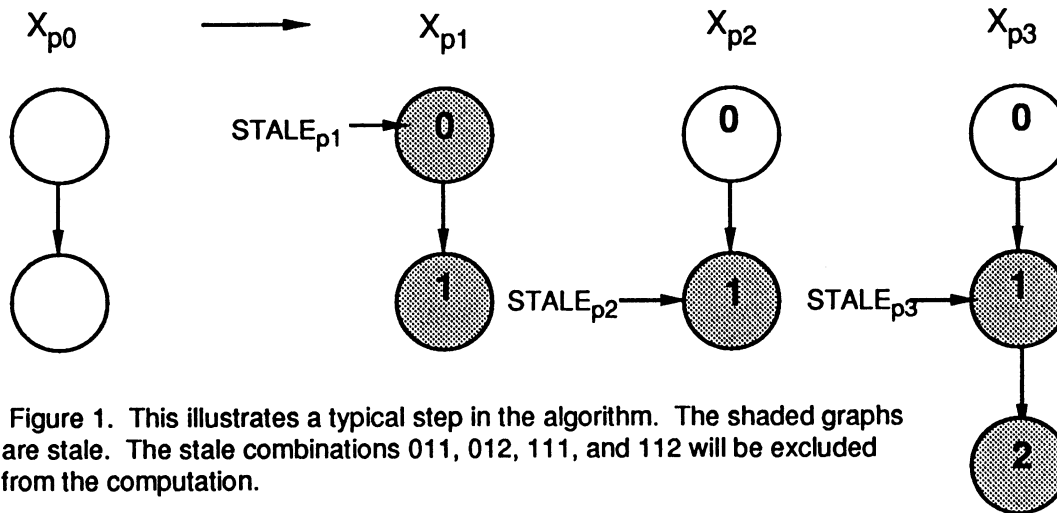 X_p0 X_p1 X_p2 X_p3
0 0 0
STALE_p1
1 1 1
STALE_p2 STALE_p3
2
Figure 1. This illustrates a typical step in the algorithm. The shaded graphs
are stale. The stale combinations 011, 012, 111, and 112 will be excluded
from the computation.